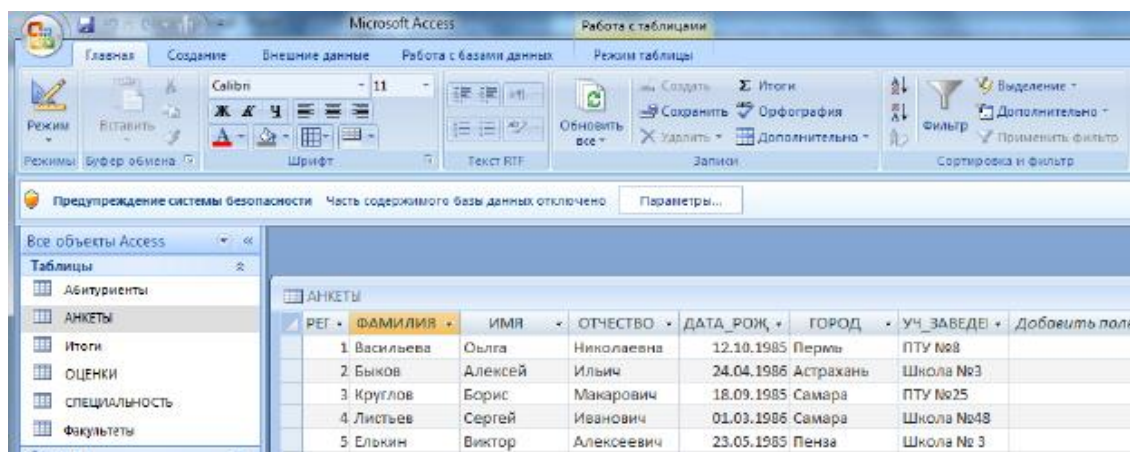 Microsoft Access
Работа с таблицами
Главная Создание Внешние данные Работа с базами данных Режим таблицы
Calibri 11
Создать Σ Итоги
Выделение
Ж К Ч
Сохранить Орфография
Дополнительно
Режим Вставить
Обновить все
Удалить Дополнительно
Фильтр
Применить фильтр
Режимы Буфер обмена Шрифт Текст RTF Записи Сортировка и фильтр
Предупреждение системы безопасности Часть содержимого базы данных отключено Параметры...
Все объекты Access
Таблицы
Абитуриенты
АНКЕТЫ
Итоги
ОЦЕНКИ
СПЕЦИАЛЬНОСТЬ
Факультеты
АНКЕТЫ
РЕГ ФАМИЛИЯ ИМЯ ОТЧЕСТВО ДАТА_РОЖ ГОРОД УЧ_ЗАВЕДЕ Добавить поле
1 Васильева Ольга Николаевна 12.10.1985 Пермь ПТУ №8
2 Быков Алексей Ильич 24.04.1986 Астрахань Школа №3
3 Круглов Борис Макарович 18.09.1985 Самара ПТУ №25
4 Листьев Сергей Иванович 01.03.1986 Самара Школа №48
5 Елькин Виктор Алексеевич 23.05.1985 Пенза Школа № 3